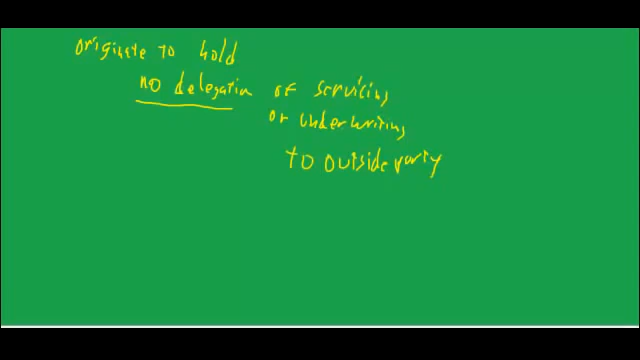 originate to hold
no delegation of servicing
or underwriting
to outside party